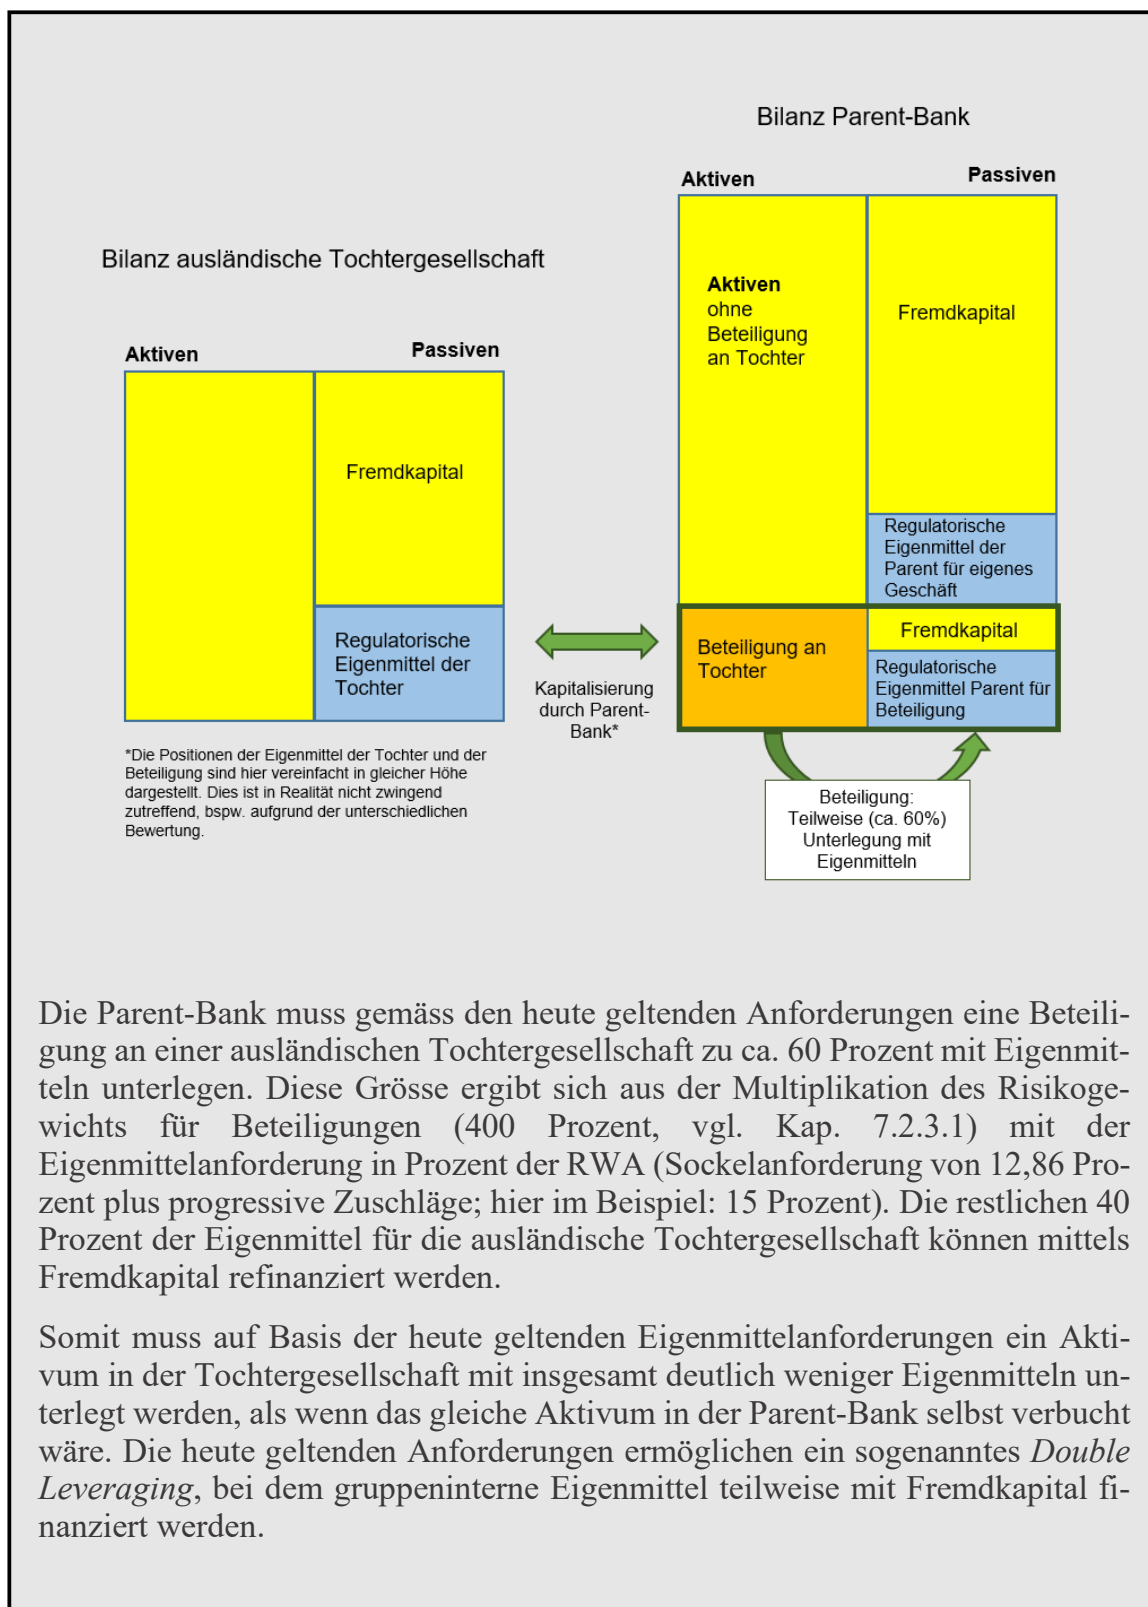 Bilanz Parent-Bank
Aktiven
Passiven
Aktiven
ohne
Beteiligung
an Tochter
Fremdkapital
Regulatorische
Eigenmittel der
Parent für eigenes
Geschäft
Beteiligung an
Tochter
Fremdkapital
Regulatorische
Eigenmittel Parent für
Beteiligung
Bilanz ausländische Tochtergesellschaft
Aktiven
Passiven
Fremdkapital
Regulatorische
Eigenmittel der
Tochter
Kapitalisierung
durch Parent-
Bank*
*Die Positionen der Eigenmittel der Tochter und der
Beteiligung sind hier vereinfacht in gleicher Höhe
dargestellt. Dies ist in Realität nicht zwingend
zutreffend, bspw. aufgrund der unterschiedlichen
Bewertung.
Beteiligung:
Teilweise (ca. 60%)
Unterlegung mit
Eigenmitteln
Die Parent-Bank muss gemäss den heute geltenden Anforderungen eine Beteili-
gung an einer ausländischen Tochtergesellschaft zu ca. 60 Prozent mit Eigenmit-
teln unterlegen. Diese Grösse ergibt sich aus der Multiplikation des Risikoge-
wichts für Beteiligungen (400 Prozent, vgl. Kap. 7.2.3.1) mit der
Eigenmittelanforderung in Prozent der RWA (Sockelanforderung von 12,86 Pro-
zent plus progressive Zuschläge; hier im Beispiel: 15 Prozent). Die restlichen 40
Prozent der Eigenmittel für die ausländische Tochtergesellschaft können mittels
Fremdkapital refinanziert werden.
Somit muss auf Basis der heute geltenden Eigenmittelanforderungen ein Akti-
vum in der Tochtergesellschaft mit insgesamt deutlich weniger Eigenmitteln un-
terlegt werden, als wenn das gleiche Aktivum in der Parent-Bank selbst verbucht
wäre. Die heute geltenden Anforderungen ermöglichen ein sogenanntes Double
Leveraging, bei dem gruppeninterne Eigenmittel teilweise mit Fremdkapital fi-
nanziert werden.